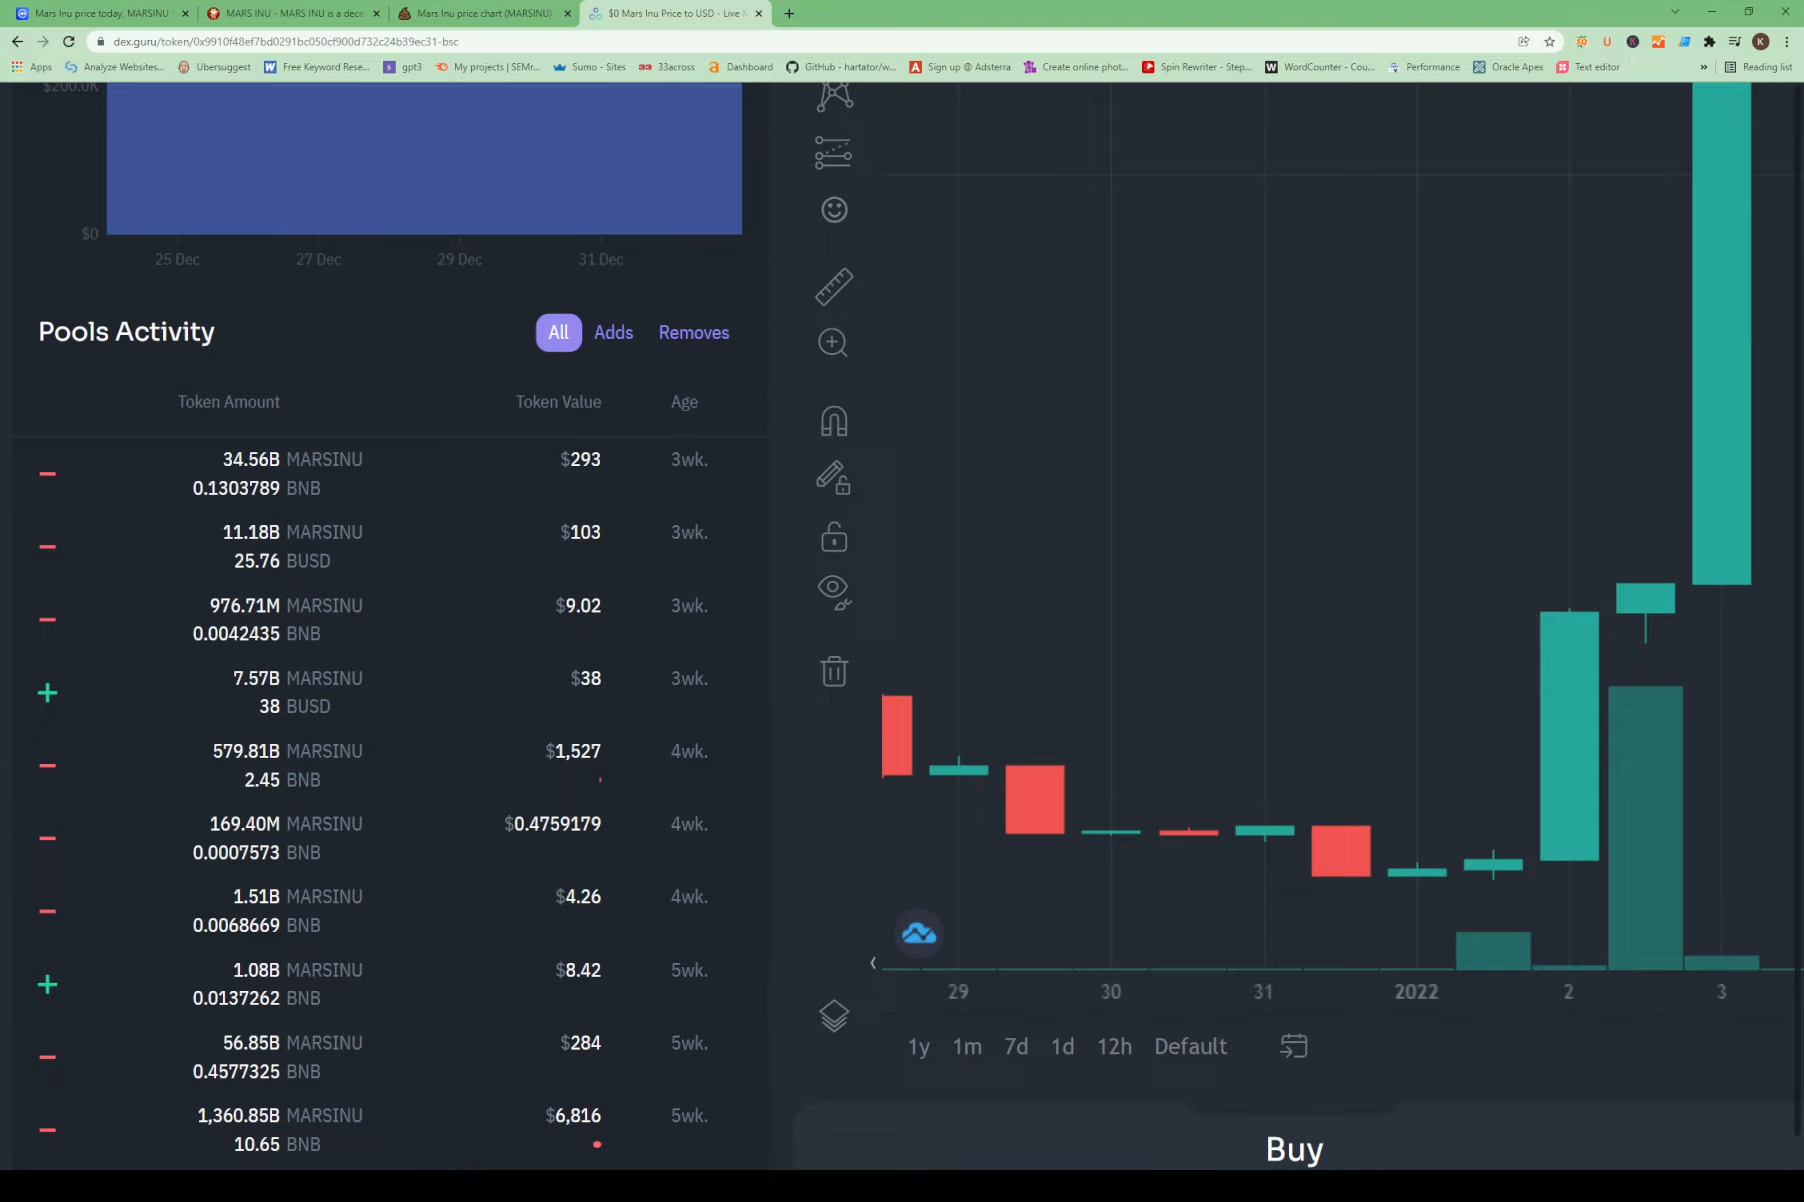 Mars Inu price today, MARSINU
MARS INU - MARS INU is a dece
Mars Inu price chart (MARSINU)
$0 Mars Inu Price to USD - Live
dex.guru/token/0x9910f48ef7bd0291bc050cf900d732c24b39ec31-bsc
Apps
Analyze Websites...
Ubersuggest
Free Keyword Rese...
gpt3
My projects | SEMr...
Sumo - Sites
33across
Dashboard
GitHub - hartator/w...
Sign up @ Adsterra
Create online phot...
Spin Rewriter - Step...
WordCounter - Cou...
Performance
Oracle Apex
Text editor
Reading list
$200.0K
$0
25 Dec 27 Dec 29 Dec 31 Dec
Pools Activity
All Adds Removes
Token Amount Token Value Age
34.56B MARSINU $293 3wk.
0.1303789 BNB
11.18B MARSINU $103 3wk.
25.76 BUSD
976.71M MARSINU $9.02 3wk.
0.0042435 BNB
7.57B MARSINU $38 3wk.
38 BUSD
579.81B MARSINU $1,527 4wk.
2.45 BNB
169.40M MARSINU $0.4759179 4wk.
0.0007573 BNB
1.51B MARSINU $4.26 4wk.
0.0068669 BNB
1.08B MARSINU $8.42 5wk.
0.0137262 BNB
56.85B MARSINU $284 5wk.
0.4577325 BNB
1,360.85B MARSINU $6,816 5wk.
10.65 BNB
29 30 31 2022 2 3
1y 1m 7d 1d 12h Default
Buy